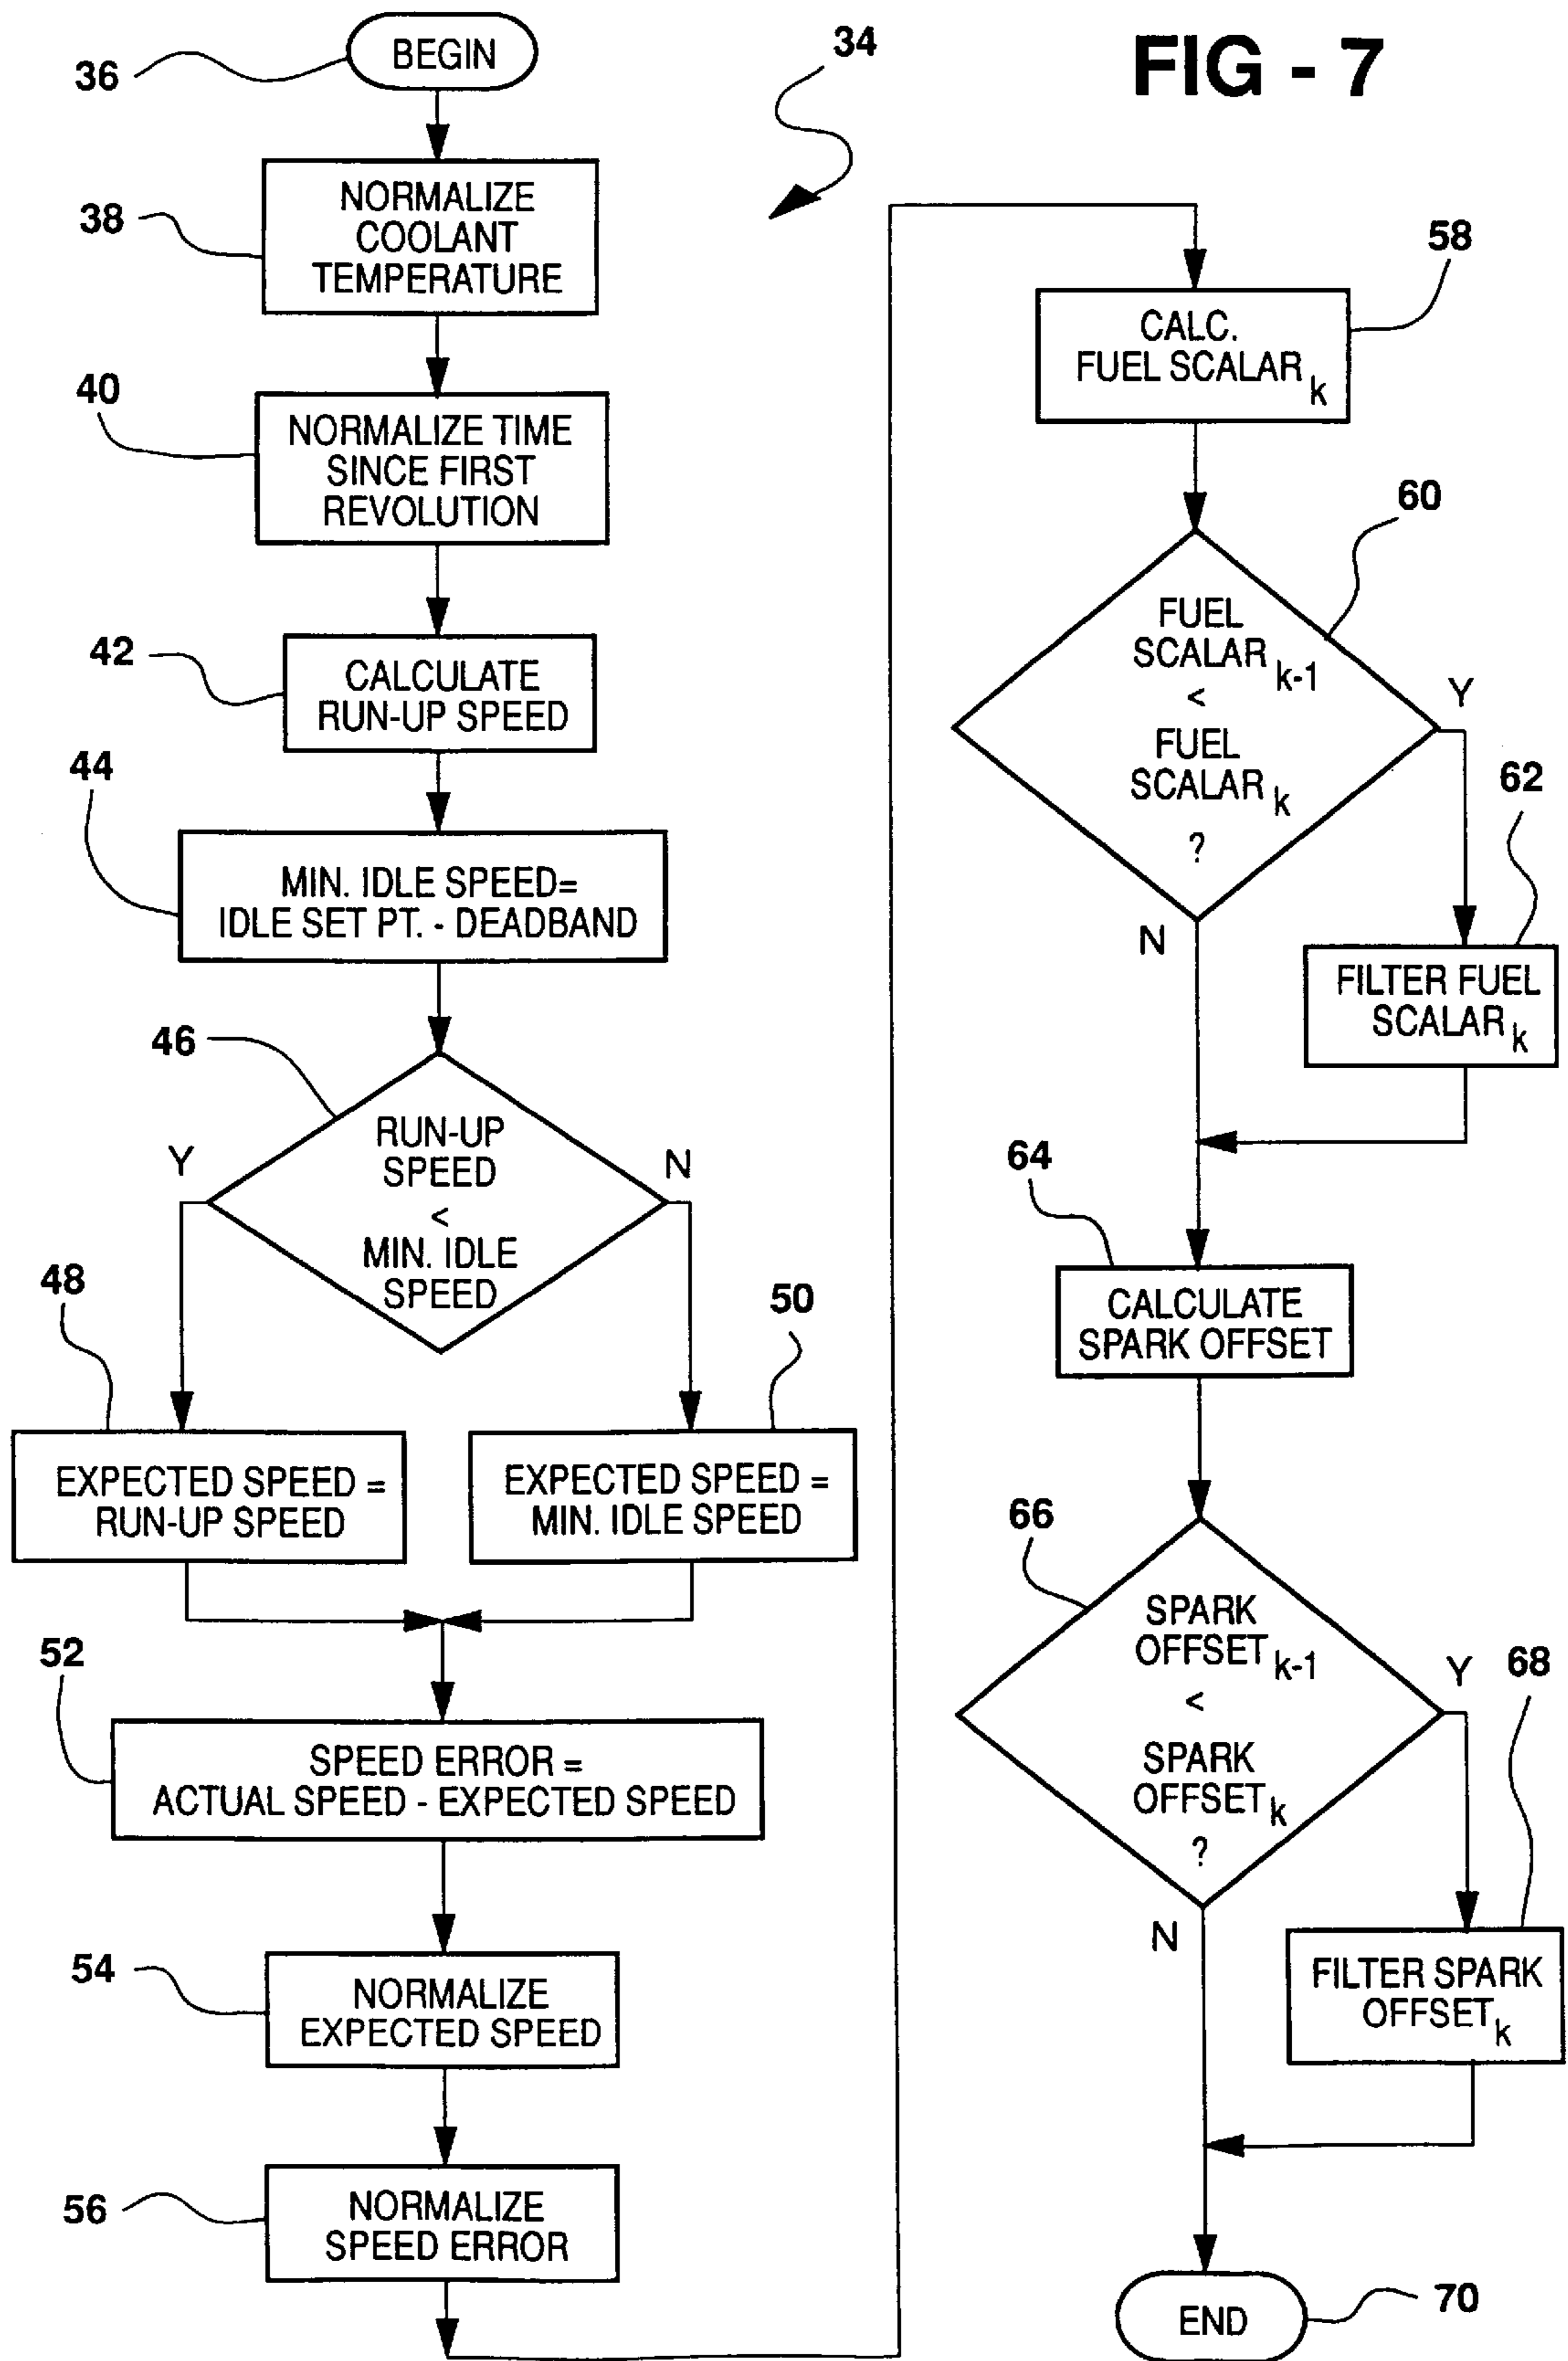 FIG - 7
34
36
BEGIN
38
NORMALIZE
COOLANT
TEMPERATURE
40
NORMALIZE TIME
SINCE FIRST
REVOLUTION
42
CALCULATE
RUN-UP SPEED
44
MIN. IDLE SPEED=
IDLE SET PT. - DEADBAND
46
RUN-UP
SPEED
<
MIN. IDLE
SPEED
Y
N
48
EXPECTED SPEED =
RUN-UP SPEED
50
EXPECTED SPEED =
MIN. IDLE SPEED
52
SPEED ERROR =
ACTUAL SPEED - EXPECTED SPEED
54
NORMALIZE
EXPECTED SPEED
56
NORMALIZE
SPEED ERROR
58
CALC.
FUEL SCALAR k
60
FUEL
SCALAR k-1
<
FUEL
SCALAR k
?
Y
N
62
FILTER FUEL
SCALAR k
64
CALCULATE
SPARK OFFSET
66
SPARK
OFFSET k-1
<
SPARK
OFFSET k
?
Y
N
68
FILTER SPARK
OFFSET k
END
70